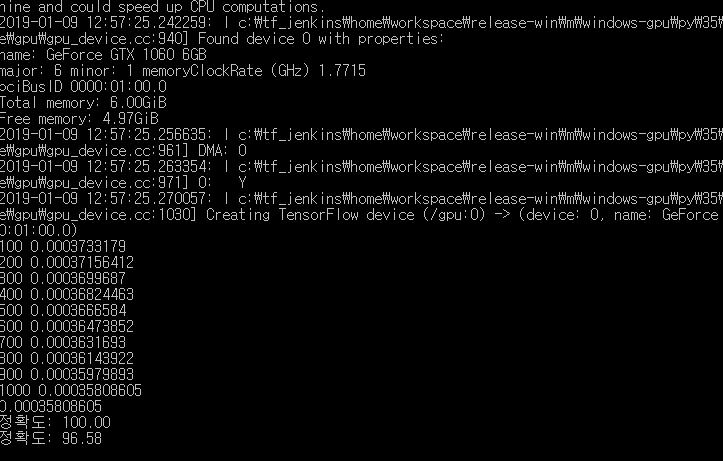 hine and could speed up CPU computations.
2019-01-09 12:57:25.242259: I c:₩tf_jenkins₩home₩workspace₩release-win₩m₩windows-gpu₩py₩35₩
e₩gpu₩gpu_device.cc:940] Found device 0 with properties:
name: GeForce GTX 1060 6GB
major: 6 minor: 1 memoryClockRate (GHz) 1.7715
pciBusID 0000:01:00.0
Total memory: 6.00GiB
Free memory: 4.97GiB
2019-01-09 12:57:25.256635: I c:₩tf_jenkins₩home₩workspace₩release-win₩m₩windows-gpu₩py₩35₩
e₩gpu₩gpu_device.cc:961] DMA: 0
2019-01-09 12:57:25.263354: I c:₩tf_jenkins₩home₩workspace₩release-win₩m₩windows-gpu₩py₩35₩
e₩gpu₩gpu_device.cc:971] 0:   Y
2019-01-09 12:57:25.270057: I c:₩tf_jenkins₩home₩workspace₩release-win₩m₩windows-gpu₩py₩35₩
e₩gpu₩gpu_device.cc:1030] Creating TensorFlow device (/gpu:0) -> (device: 0, name: GeForce
0:01:00.0)
100 0.0003733179
200 0.00037156412
300 0.0003699687
400 0.00036824463
500 0.0003666584
600 0.00036473852
700 0.0003631693
800 0.00036143922
900 0.00035979893
1000 0.00035808605
0.00035808605
정확도: 100.00
정확도: 96.58